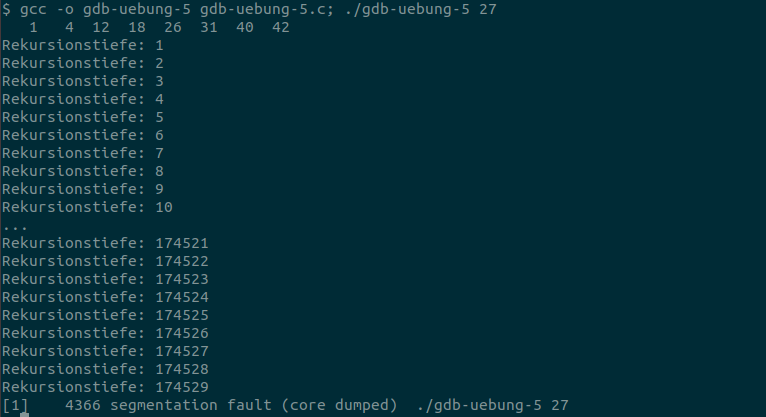 $ gcc -o gdb-uebung-5 gdb-uebung-5.c; ./gdb-uebung-5 27
   1   4  12  18  26  31  40  42
Rekursionstiefe: 1
Rekursionstiefe: 2
Rekursionstiefe: 3
Rekursionstiefe: 4
Rekursionstiefe: 5
Rekursionstiefe: 6
Rekursionstiefe: 7
Rekursionstiefe: 8
Rekursionstiefe: 9
Rekursionstiefe: 10
...
Rekursionstiefe: 174521
Rekursionstiefe: 174522
Rekursionstiefe: 174523
Rekursionstiefe: 174524
Rekursionstiefe: 174525
Rekursionstiefe: 174526
Rekursionstiefe: 174527
Rekursionstiefe: 174528
Rekursionstiefe: 174529
[1]    4366 segmentation fault (core dumped)  ./gdb-uebung-5 27